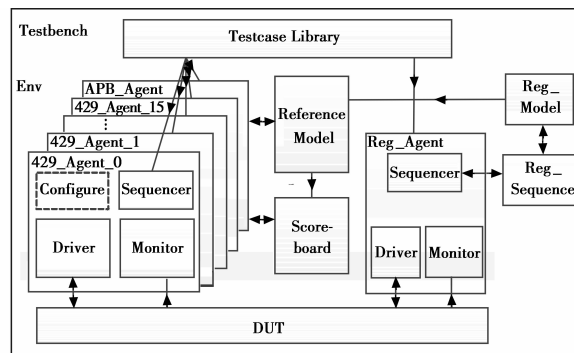 Testbench
Testcase Library
Env
APB_Agent
429_Agent_15
429_Agent_1
429_Agent_0
Configure
Sequencer
Driver
Monitor
Reference
Model
Score-
board
Reg_Agent
Sequencer
Driver
Monitor
Reg_
Model
Reg_
Sequence
DUT